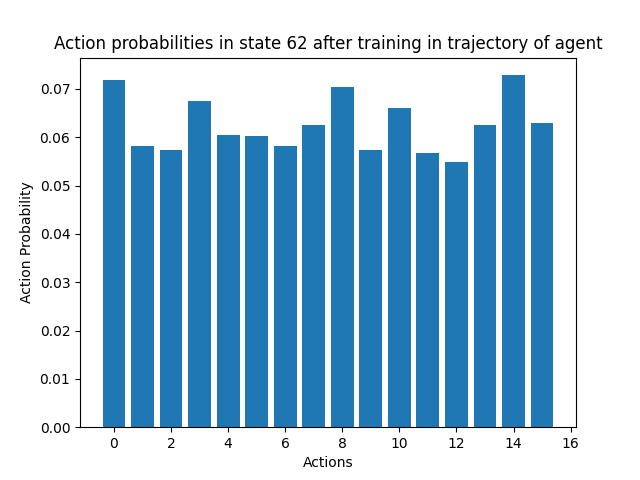 Action probabilities in state 62 after training in trajectory of agent
0.07
0.06
0.05
0.04
0.03
0.02
0.01
0.00
Action Probability
0 2 4 6 8 10 12 14 16
Actions